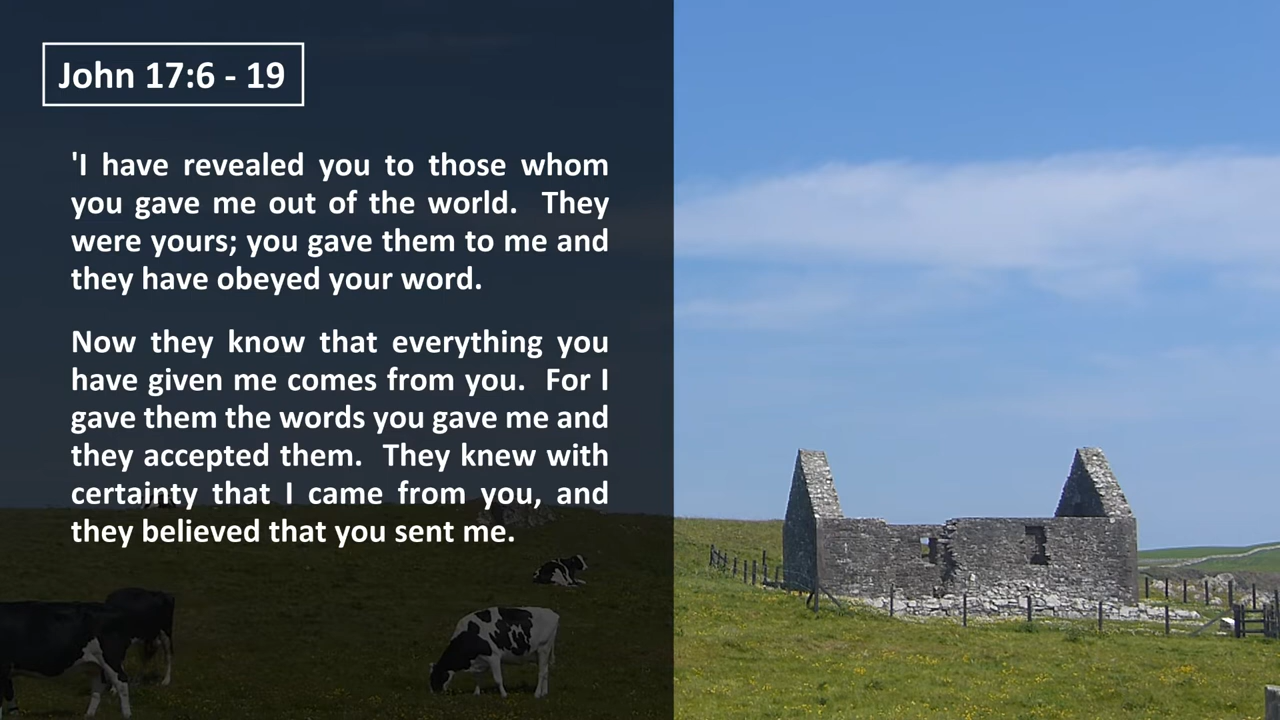 John 17:6 - 19
'I have revealed you to those whom
you gave me out of the world.  They
were yours; you gave them to me and
they have obeyed your word.
Now they know that everything you
have given me comes from you.  For I
gave them the words you gave me and
they accepted them.  They knew with
certainty that I came from you, and
they believed that you sent me.